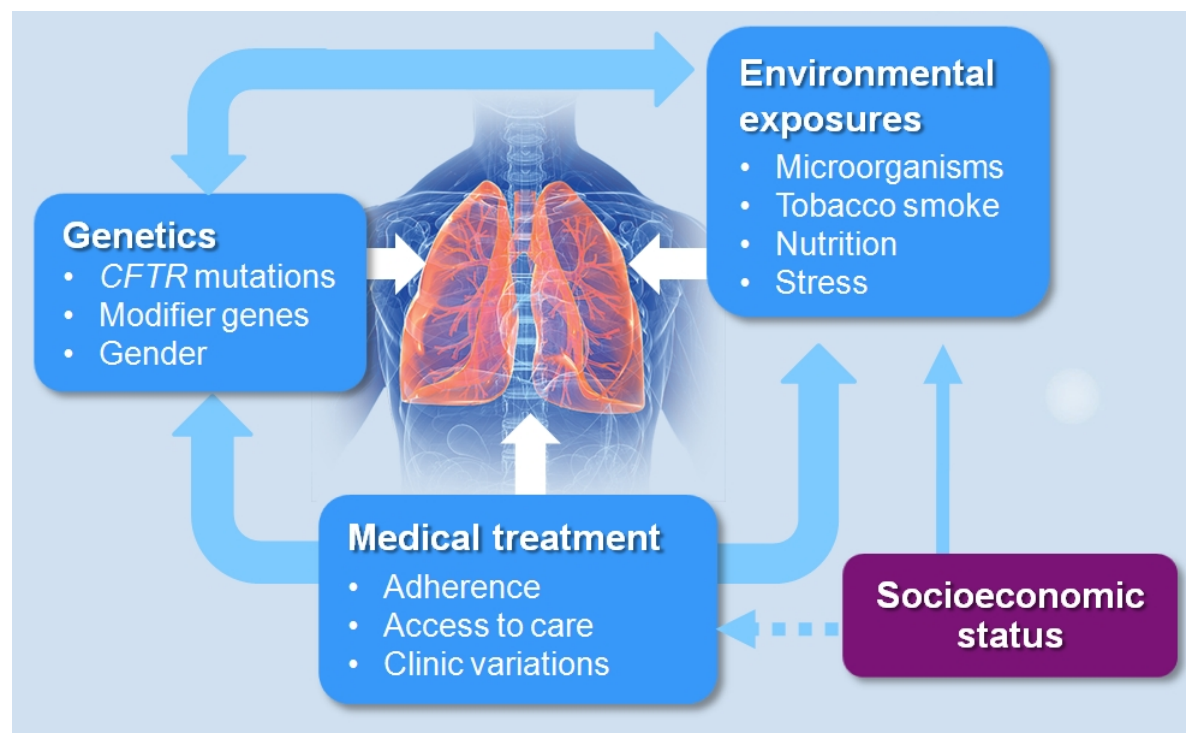 Environmental
exposures
• Microorganisms
• Tobacco smoke
• Nutrition
• Stress
Genetics
• CFTR mutations
• Modifier genes
• Gender
Medical treatment
• Adherence
• Access to care
• Clinic variations
Socioeconomic
status